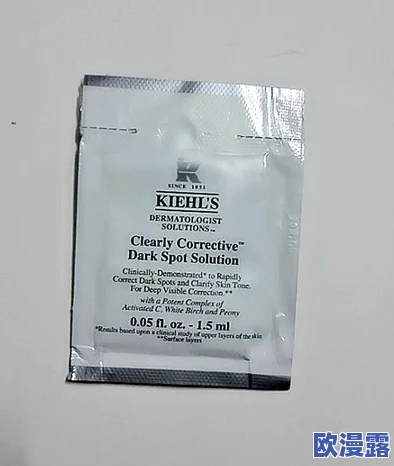 K
SINCE 1851
KIEHL'S
DERMATOLOGIST
SOLUTIONS™
Clearly Corrective™
Dark Spot Solution
Clinically-Demonstrated* to Rapidly
Correct Dark Spots and Clarify Skin Tone.
For Deep Visible Correction.**
with a Potent Complex of
Activated C, White Birch and Peony
0.05 fl. oz. - 1.5 ml
*Results based upon a clinical study of upper layers of the skin
**Surface layers
欧漫露